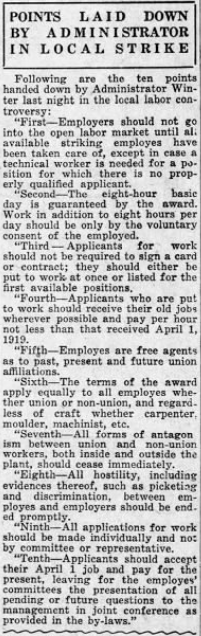 POINTS LAID DOWN
BY ADMINISTRATOR
IN LOCAL STRIKE
Following are the ten points
handed down by Administrator Win-
ter last night in the local labor con-
troversy:
"First—Employers should not go
into the open labor market until al:
available striking employes have
been taken care of, except in case a
technical worker is needed for a po-
sition for which there is no prop-
erly qualified applicant.
"Second—The eight-hour basic
day is guaranteed by the award.
Work in addition to eight hours per
day should be only by the voluntary
consent of the employed.
"Third — Applicants for work
should not be required to sign a card
or contract; they should either be
put to work at once or listed for the
first available positions.
"Fourth—Applicants who are put
to work should receive their old jobs
wherever possible and pay per hour
not less than that received April 1,
1919.
"Fifth—Employes are free agents
as to past, present and future union
affiliations.
"Sixth—The terms of the award
apply equally to all employes whe-
ther union or non-union, and regard-
less of craft whether carpenter,
moulder, machinist, etc.
"Seventh—All forms of antagon
ism between union and non-union
workers, both inside and outside the
plant, should cease immediately.
"Eighth—All hostility, including
evidences thereof, such as picketing
and discrimination, between em-
ployes and employers should be end-
ed promptly.
"Ninth—All applications for work
should be made individually and not
by committee or representative.
"Tenth—Applicants should accept
their April 1 job and pay for the
present, leaving for the employes'
committees the presentation of all
pending or future questions to the
management in joint conference as
provided in the by-laws."